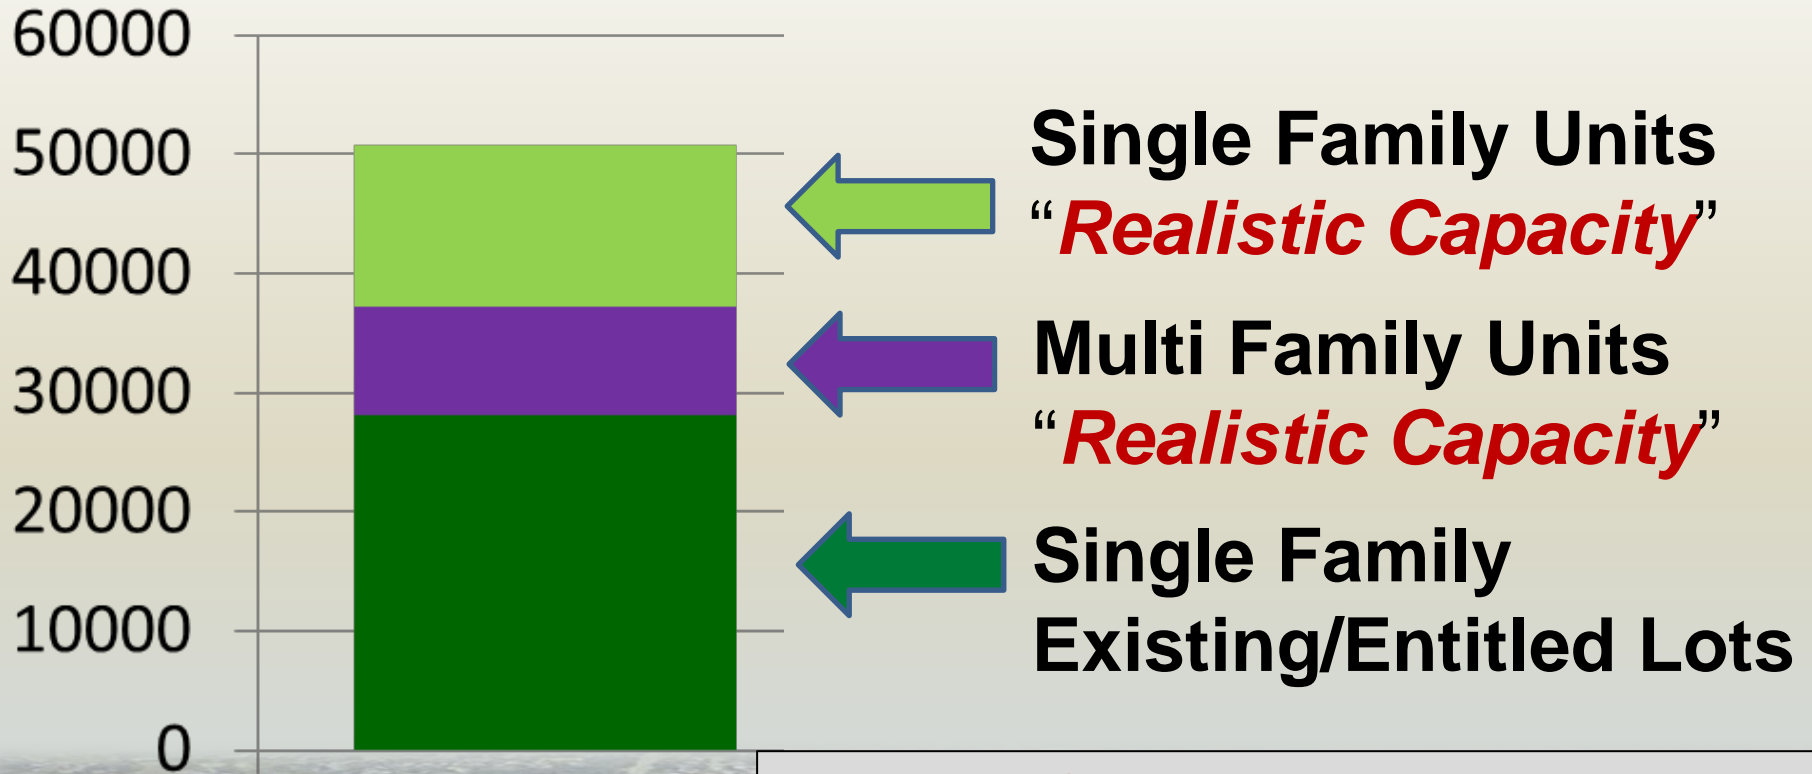 60000
50000
40000
30000
20000
10000
0
Single Family Units
“Realistic Capacity”
Multi Family Units
“Realistic Capacity”
Single Family
Existing/Entitled Lots